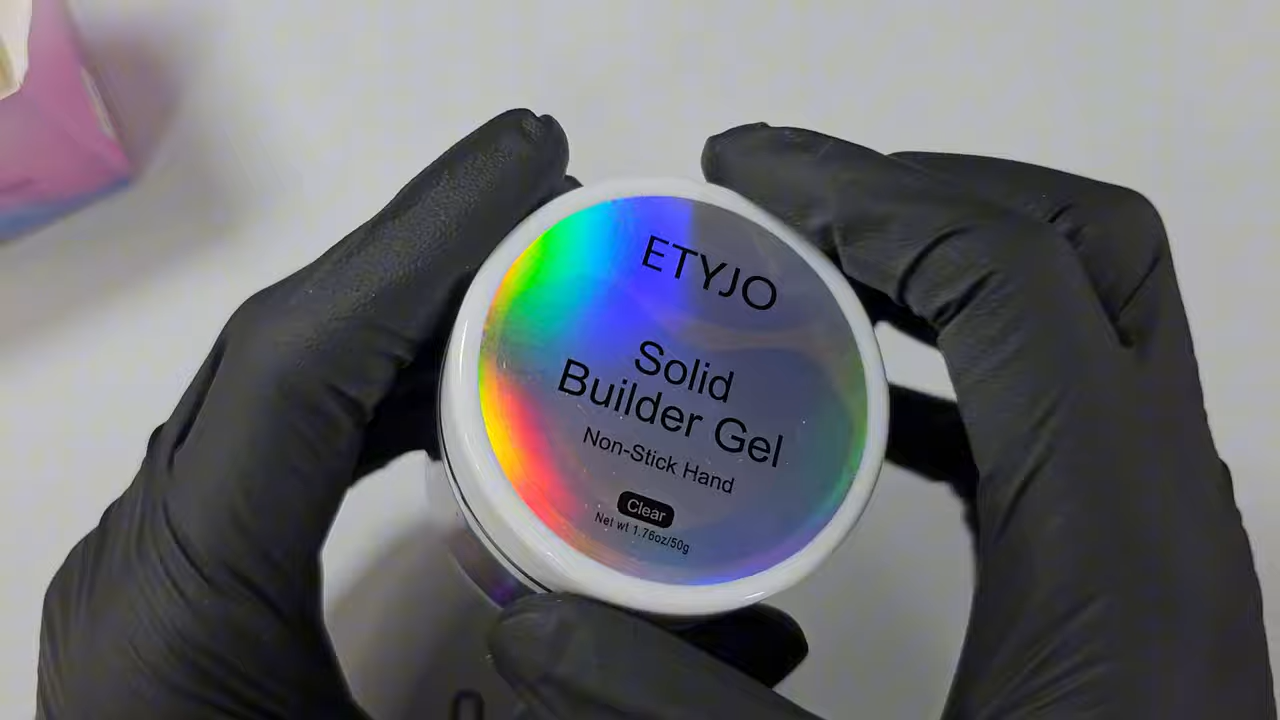 ETYJO
Solid
Builder Gel
Non-Stick Hand
Clear
Net wt 1.76oz/50g